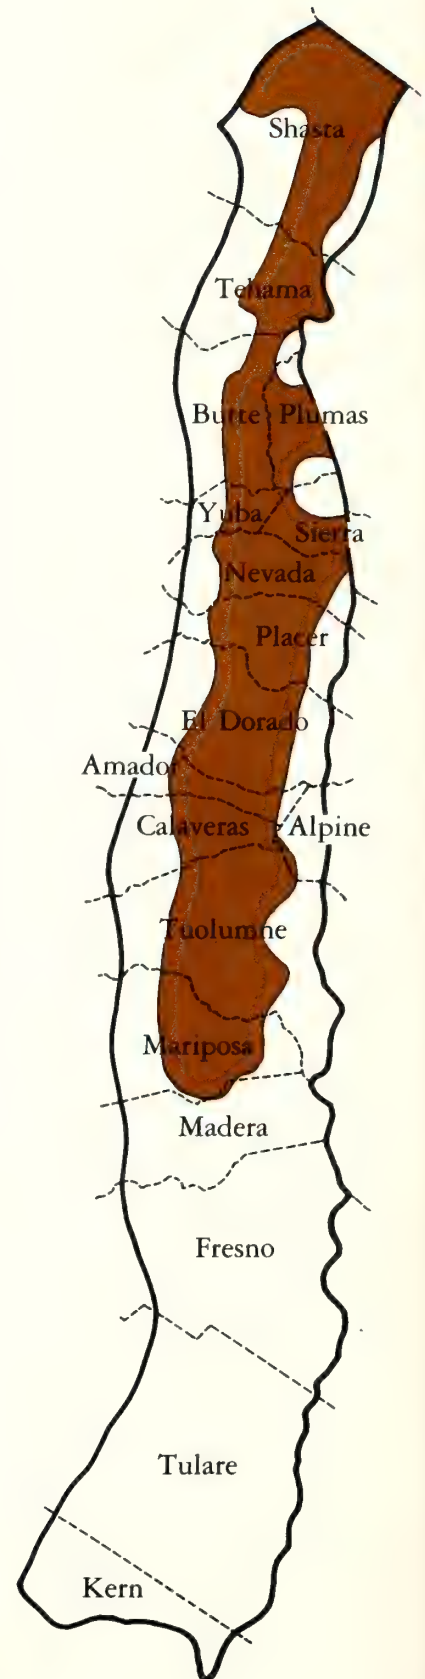 Shasta
Tehama
Butte Plumas
Yuba
Sierra
Nevada
Placer
El Dorado
Amador
Calaveras Alpine
Tuolumne
Mariposa
Madera
Fresno
Tulare
Kern